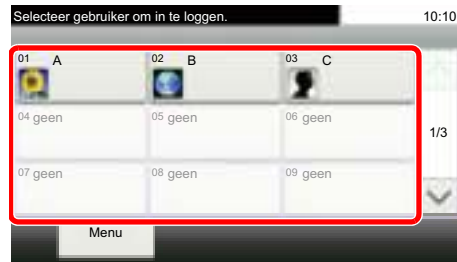 Selecteer gebruiker om in te loggen. 10:10
01 A 02 B 03 C
04 geen 05 geen 06 geen
1/3
07 geen 08 geen 09 geen
Menu